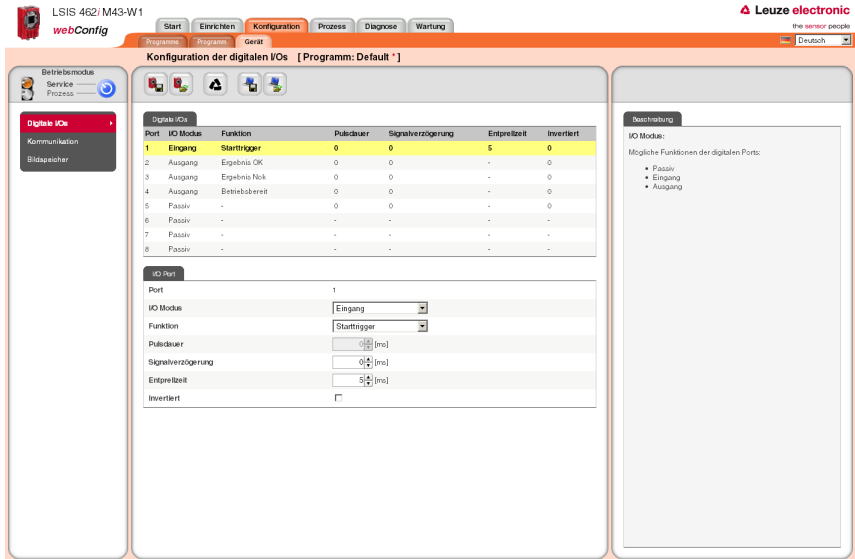 LSIS 462i M43-W1
webConfig
Start Einrichten Konfiguration Prozess Diagnose Wartung
Leuze electronic
the sensor people
Programme Programm Gerät
Deutsch
Konfiguration der digitalen I/Os [ Programm: Default * ]
Betriebsmodus
Service
Prozess
Digitale I/Os
Kommunikation
Bildspeicher
Digitale I/Os
Port I/O Modus Funktion Pulsdauer Signalverzögerung Entprellzeit Invertiert
1 Eingang Starttrigger 0 0 5 0
2 Ausgang Ergebnis OK 0 0 - 0
3 Ausgang Ergebnis Nok 0 0 - 0
4 Ausgang Betriebsbereit 0 0 - 0
5 Passiv - 0 0 - 0
6 Passiv - - - - -
7 Passiv - - - - -
8 Passiv - - - - -
I/O Port
Port 1
I/O Modus Eingang
Funktion Starttrigger
Pulsdauer 0 [ms]
Signalverzögerung 0 [ms]
Entprellzeit 5 [ms]
Invertiert
Beschreibung
I/O Modus:
Mögliche Funktionen der digitalen Ports:
• Passiv
• Eingang
• Ausgang